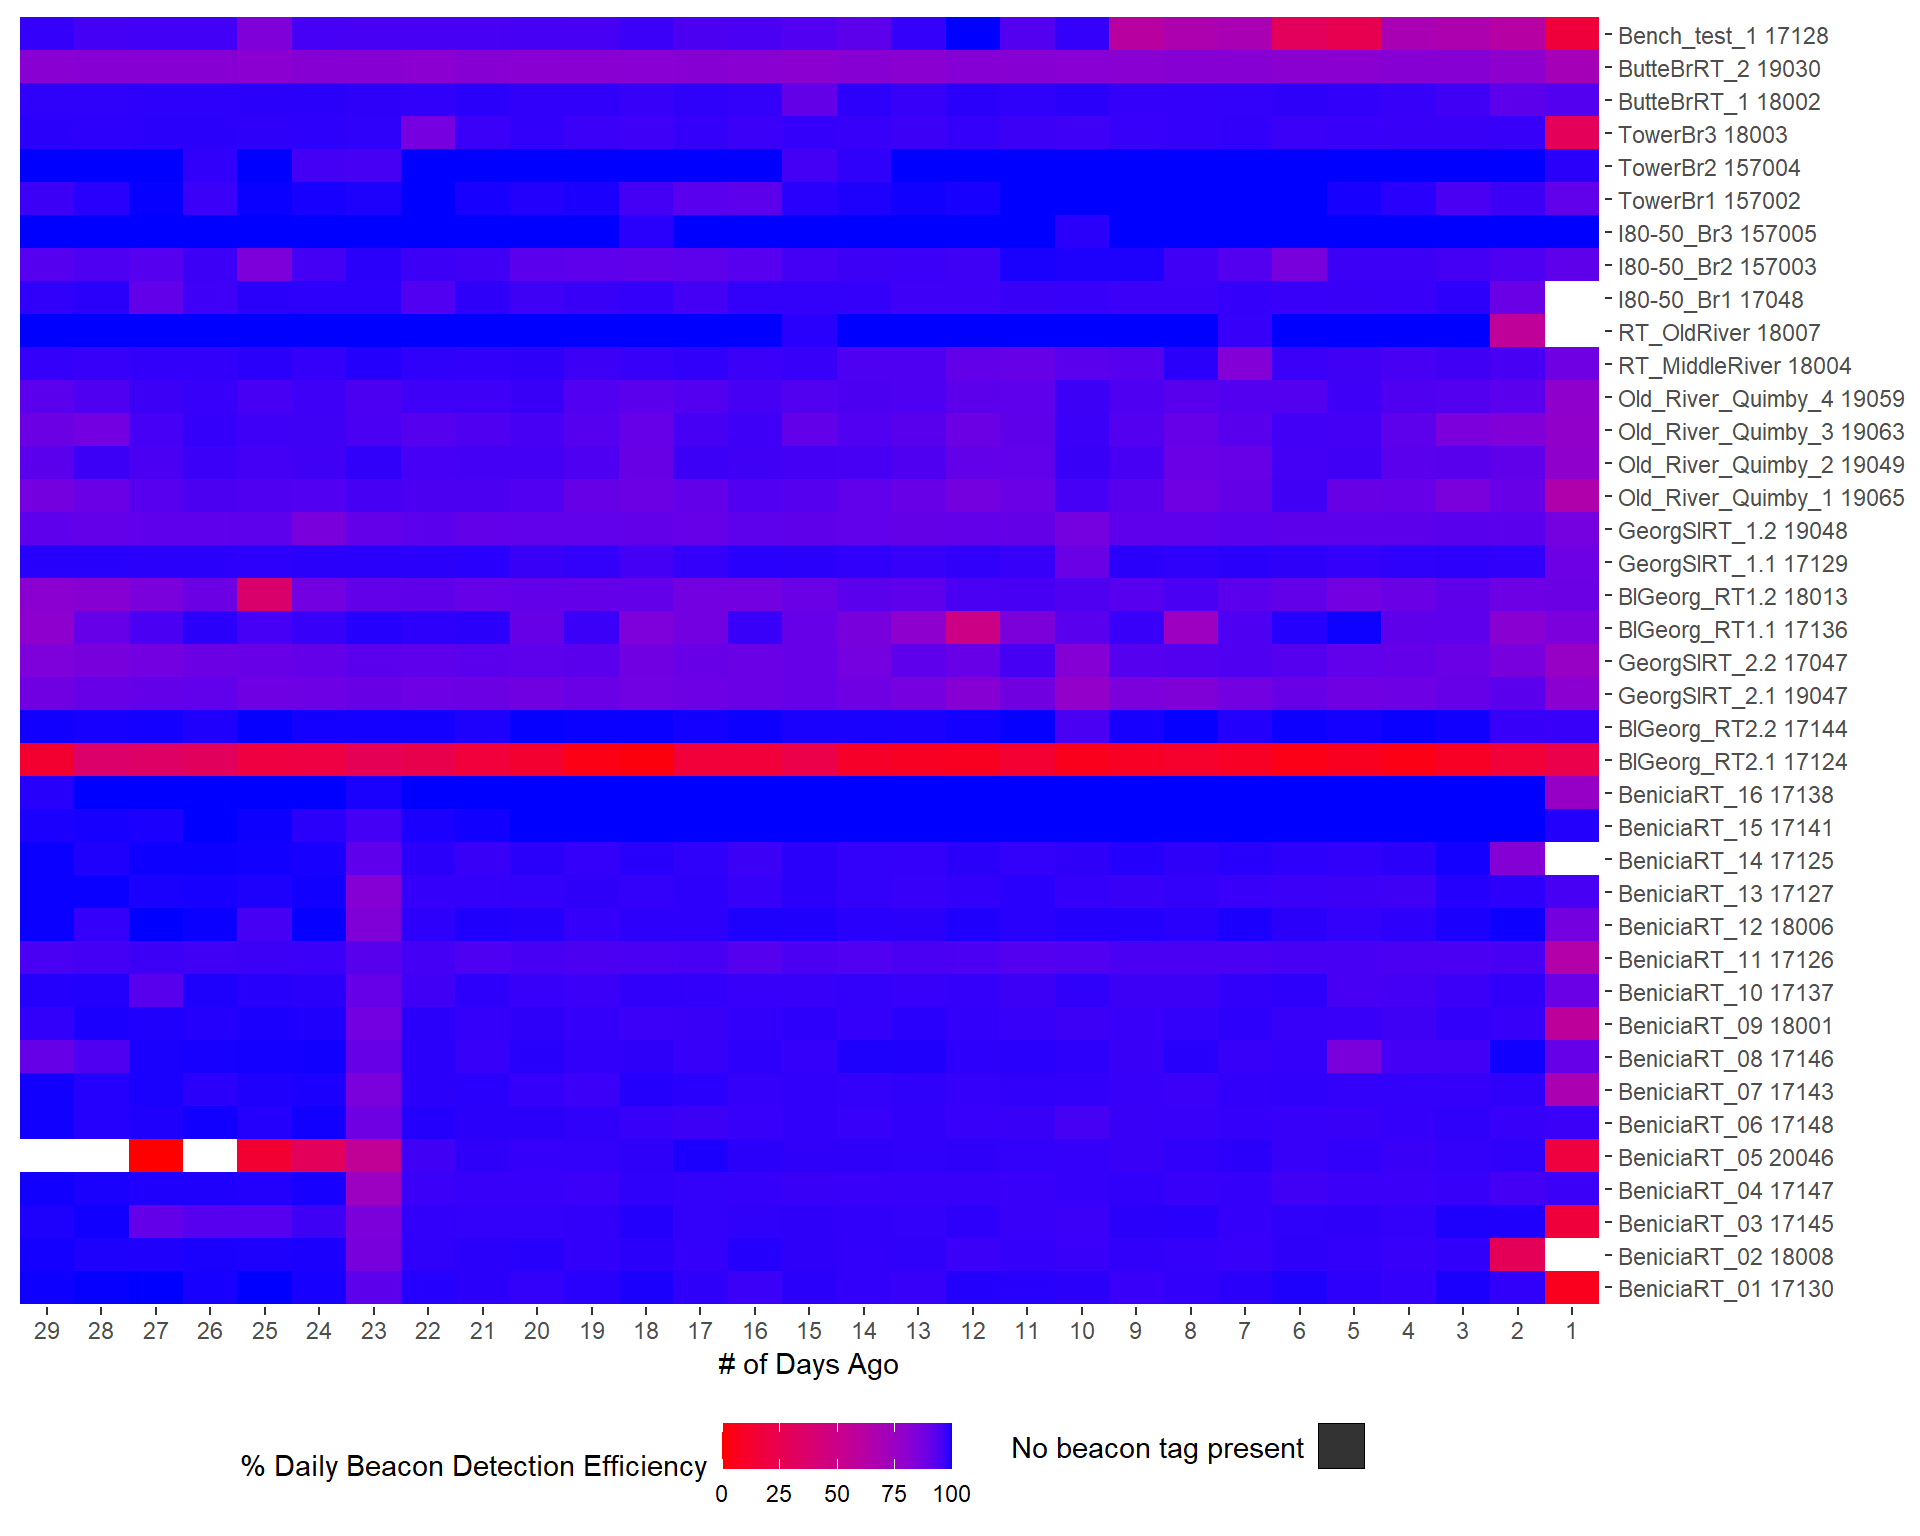 Bench_test_1 17128
ButteBrRT_2 19030
ButteBrRT_1 18002
TowerBr3 18003
TowerBr2 157004
TowerBr1 157002
I80-50_Br3 157005
I80-50_Br2 157003
I80-50_Br1 17048
RT_OldRiver 18007
RT_MiddleRiver 18004
Old_River_Quimby_4 19059
Old_River_Quimby_3 19063
Old_River_Quimby_2 19049
Old_River_Quimby_1 19065
GeorgSlRT_1.2 19048
GeorgSlRT_1.1 17129
BlGeorg_RT1.2 18013
BlGeorg_RT1.1 17136
GeorgSlRT_2.2 17047
GeorgSlRT_2.1 19047
BlGeorg_RT2.2 17144
BlGeorg_RT2.1 17124
BeniciaRT_16 17138
BeniciaRT_15 17141
BeniciaRT_14 17125
BeniciaRT_13 17127
BeniciaRT_12 18006
BeniciaRT_11 17126
BeniciaRT_10 17137
BeniciaRT_09 18001
BeniciaRT_08 17146
BeniciaRT_07 17143
BeniciaRT_06 17148
BeniciaRT_05 20046
BeniciaRT_04 17147
BeniciaRT_03 17145
BeniciaRT_02 18008
BeniciaRT_01 17130
29 28 27 26 25 24 23 22 21 20 19 18 17 16 15 14 13 12 11 10 9 8 7 6 5 4 3 2 1
# of Days Ago
% Daily Beacon Detection Efficiency
0 25 50 75 100
No beacon tag present